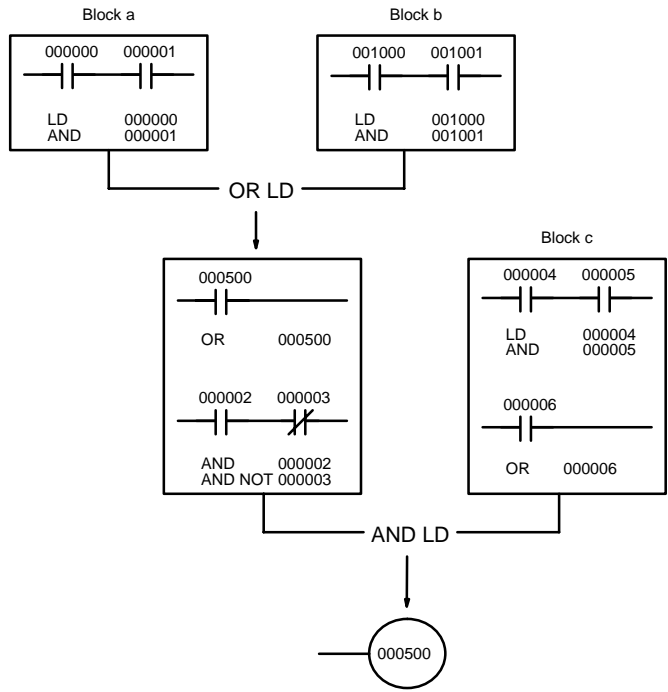 Block a
Block b
000000 000001
001000 001001
LD 000000
AND 000001
LD 001000
AND 001001
OR LD
Block c
000500
OR 000500
000002 000003
AND 000002
AND NOT 000003
000004 000005
LD 000004
AND 000005
000006
OR 000006
AND LD
000500